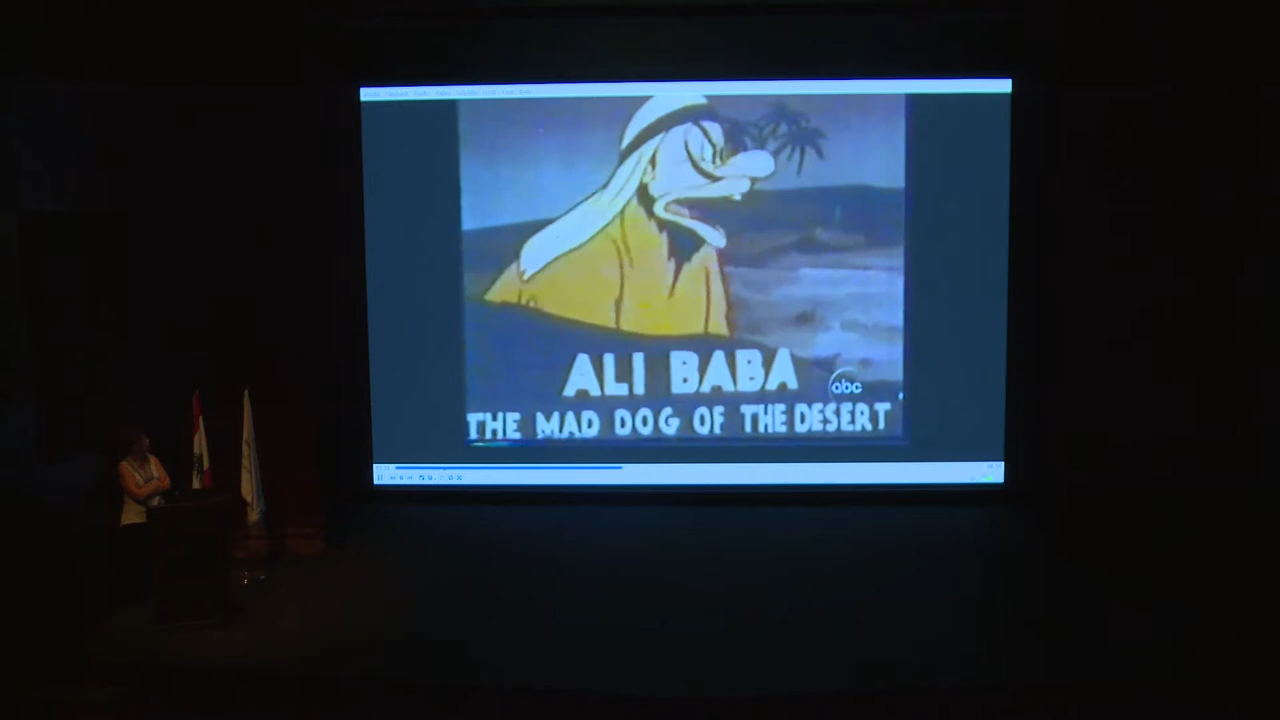 ALI BABA
abc
THE MAD DOG OF THE DESERT